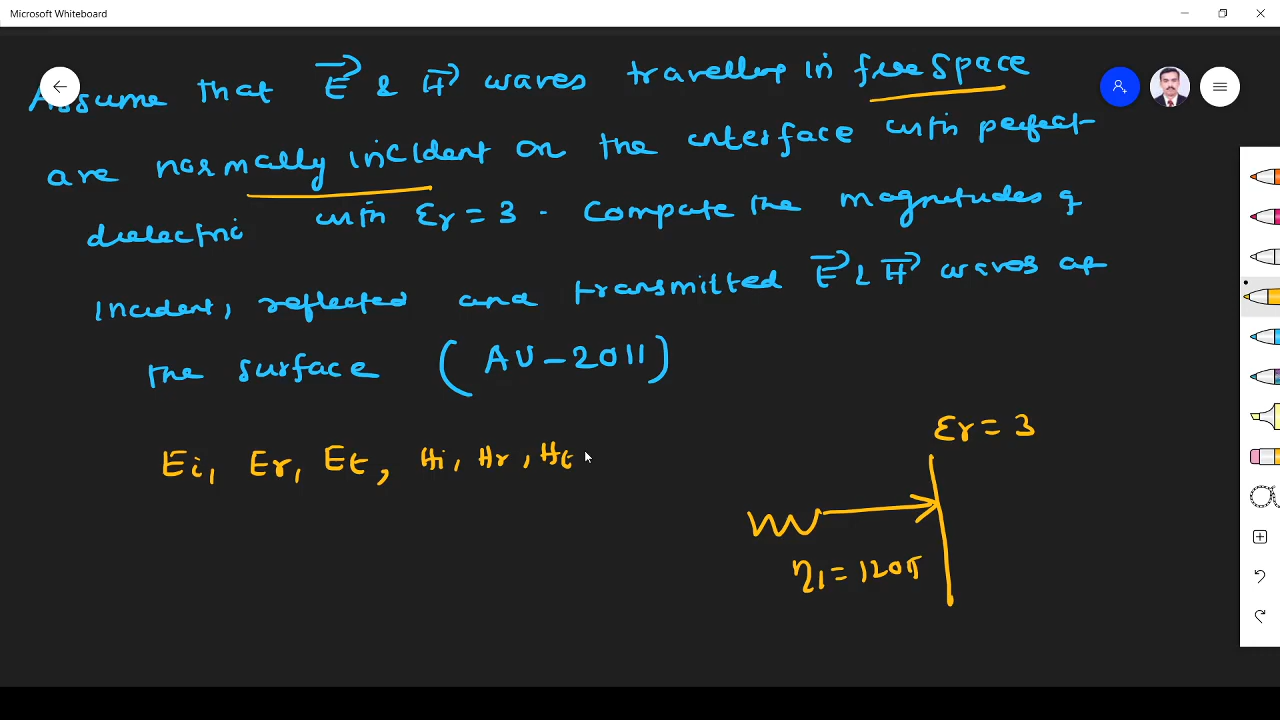 Microsoft Whiteboard
Assume that E & H waves travelling in free space
are normally incident on the interface with perfect
dielectric with εr = 3 . Compute the magnitudes of
incident, reflected and transmitted E & H waves at
the surface (AU-2011)
εr = 3
Ei, Er, Et, Hi, Hr, Ht
η1 = 120π